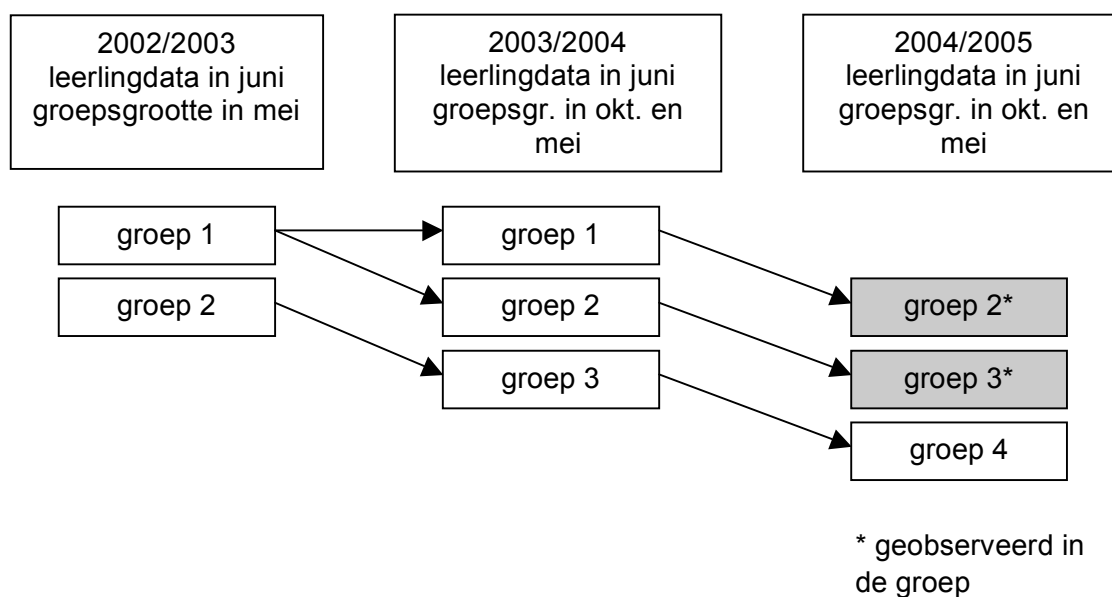 2002/2003
leerlingdata in juni
groepsgrootte in mei
2003/2004
leerlingdata in juni
groepsgr. in okt. en
mei
2004/2005
leerlingdata in juni
groepsgr. in okt. en
mei
groep 1
groep 2
groep 1
groep 2
groep 3
groep 2*
groep 3*
groep 4
* geobserveerd in
de groep